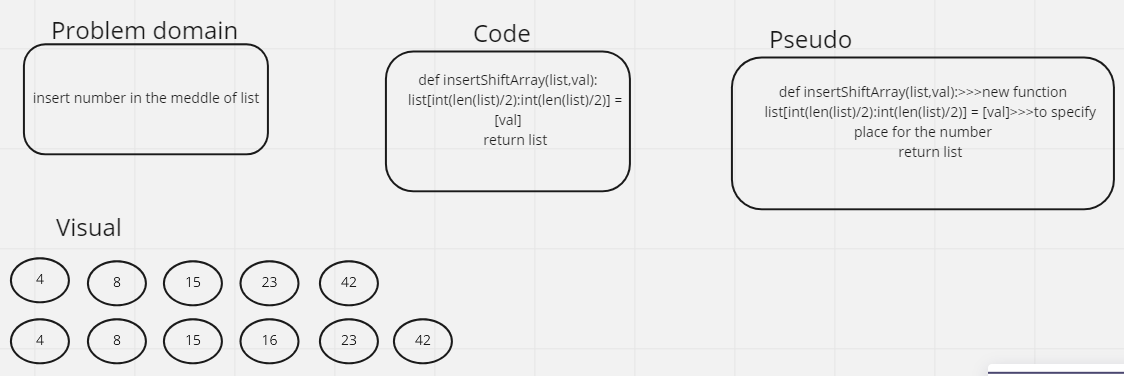 Problem domain
insert number in the meddle of list
Code
def insertShiftArray(list,val):
list[int(len(list)/2):int(len(list)/2)] =
[val]
return list
Pseudo
def insertShiftArray(list,val):>>>new function
list[int(len(list)/2):int(len(list)/2)] = [val]>>>to specify
place for the number
return list
Visual
4 8 15 23 42
4 8 15 16 23 42